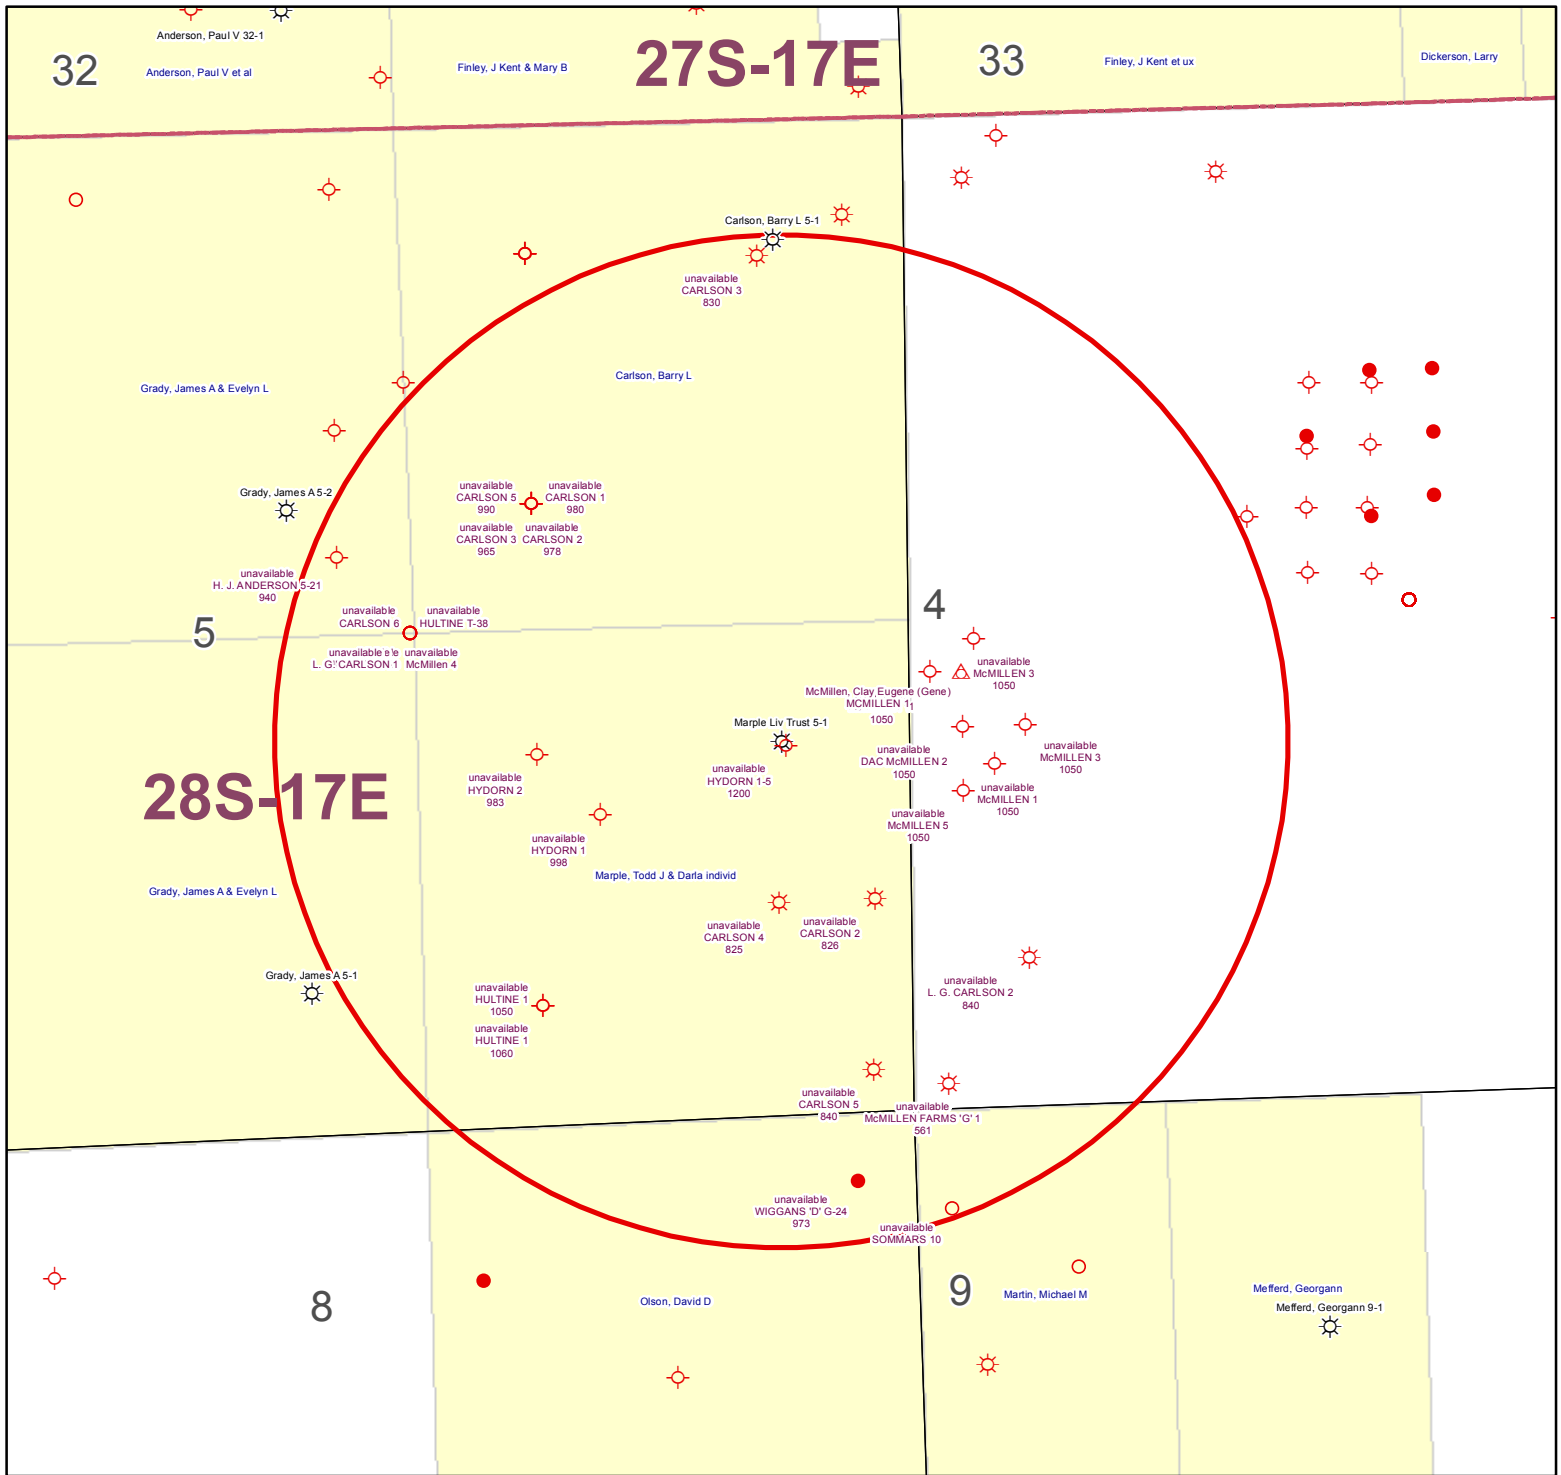 Anderson, Paul V 32-1
32
Anderson, Paul V et al
Finley, J Kent & Mary B
27S-17E
33
Finley, J Kent et ux
Dickerson, Larry
Carlson, Barry L 5-1
unavailable
CARLSON 3
830
Grady, James A & Evelyn L
Carlson, Barry L
Grady, James A 5-2
unavailable
CARLSON 5
990
unavailable
CARLSON 1
980
unavailable
CARLSON 3
965
unavailable
CARLSON 2
978
unavailable
H. J. ANDERSON 5-21
940
5
4
unavailable
CARLSON 6
unavailable
HULTINE T-38
unavailable
L. G. CARLSON 1
unavailable
McMillen 4
unavailable
McMILLEN 3
1050
McMillen, Clay Eugene (Gene)
MCMILLEN 1
1050
Marple Liv Trust 5-1
unavailable
DAC McMILLEN 2
1050
unavailable
McMILLEN 3
1050
unavailable
HYDORN 2
983
unavailable
HYDORN 1-5
1200
unavailable
McMILLEN 1
1050
28S-17E
unavailable
McMILLEN 5
1050
unavailable
HYDORN 1
998
Marple, Todd J & Darla individ
Grady, James A & Evelyn L
unavailable
CARLSON 4
825
unavailable
CARLSON 2
826
Grady, James A 5-1
unavailable
L. G. CARLSON 2
840
unavailable
HULTINE 1
1050
unavailable
HULTINE 1
1060
unavailable
CARLSON 5
840
unavailable
McMILLEN FARMS 'G' 1
561
unavailable
WIGGANS 'D' G-24
973
unavailable
SOMMARS 10
8
Olson, David D
9
Martin, Michael M
Mefferd, Georgann
Mefferd, Georgann 9-1